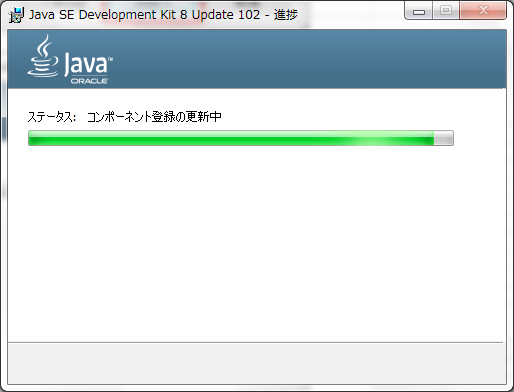 Java SE Development Kit 8 Update 102 - 進捗
Java™
ORACLE
ステータス: コンポーネント登録の更新中